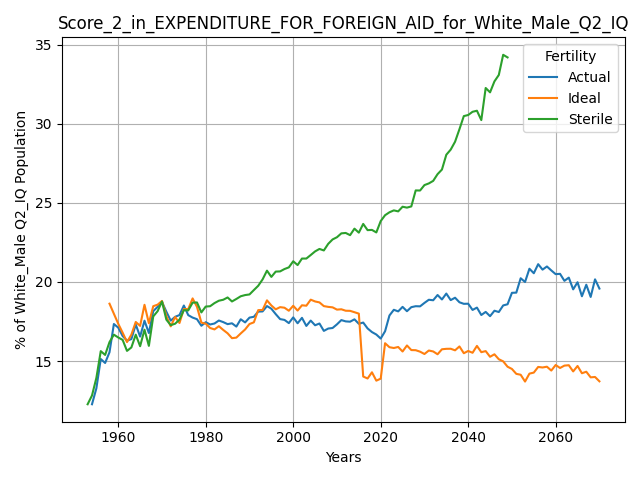 Score_2_in_EXPENDITURE_FOR_FOREIGN_AID_for_White_Male_Q2_IQ
35
30
25
20
15
% of White_Male Q2_IQ Population
Fertility
Actual
Ideal
Sterile
1960
1980
2000
2020
2040
2060
Years